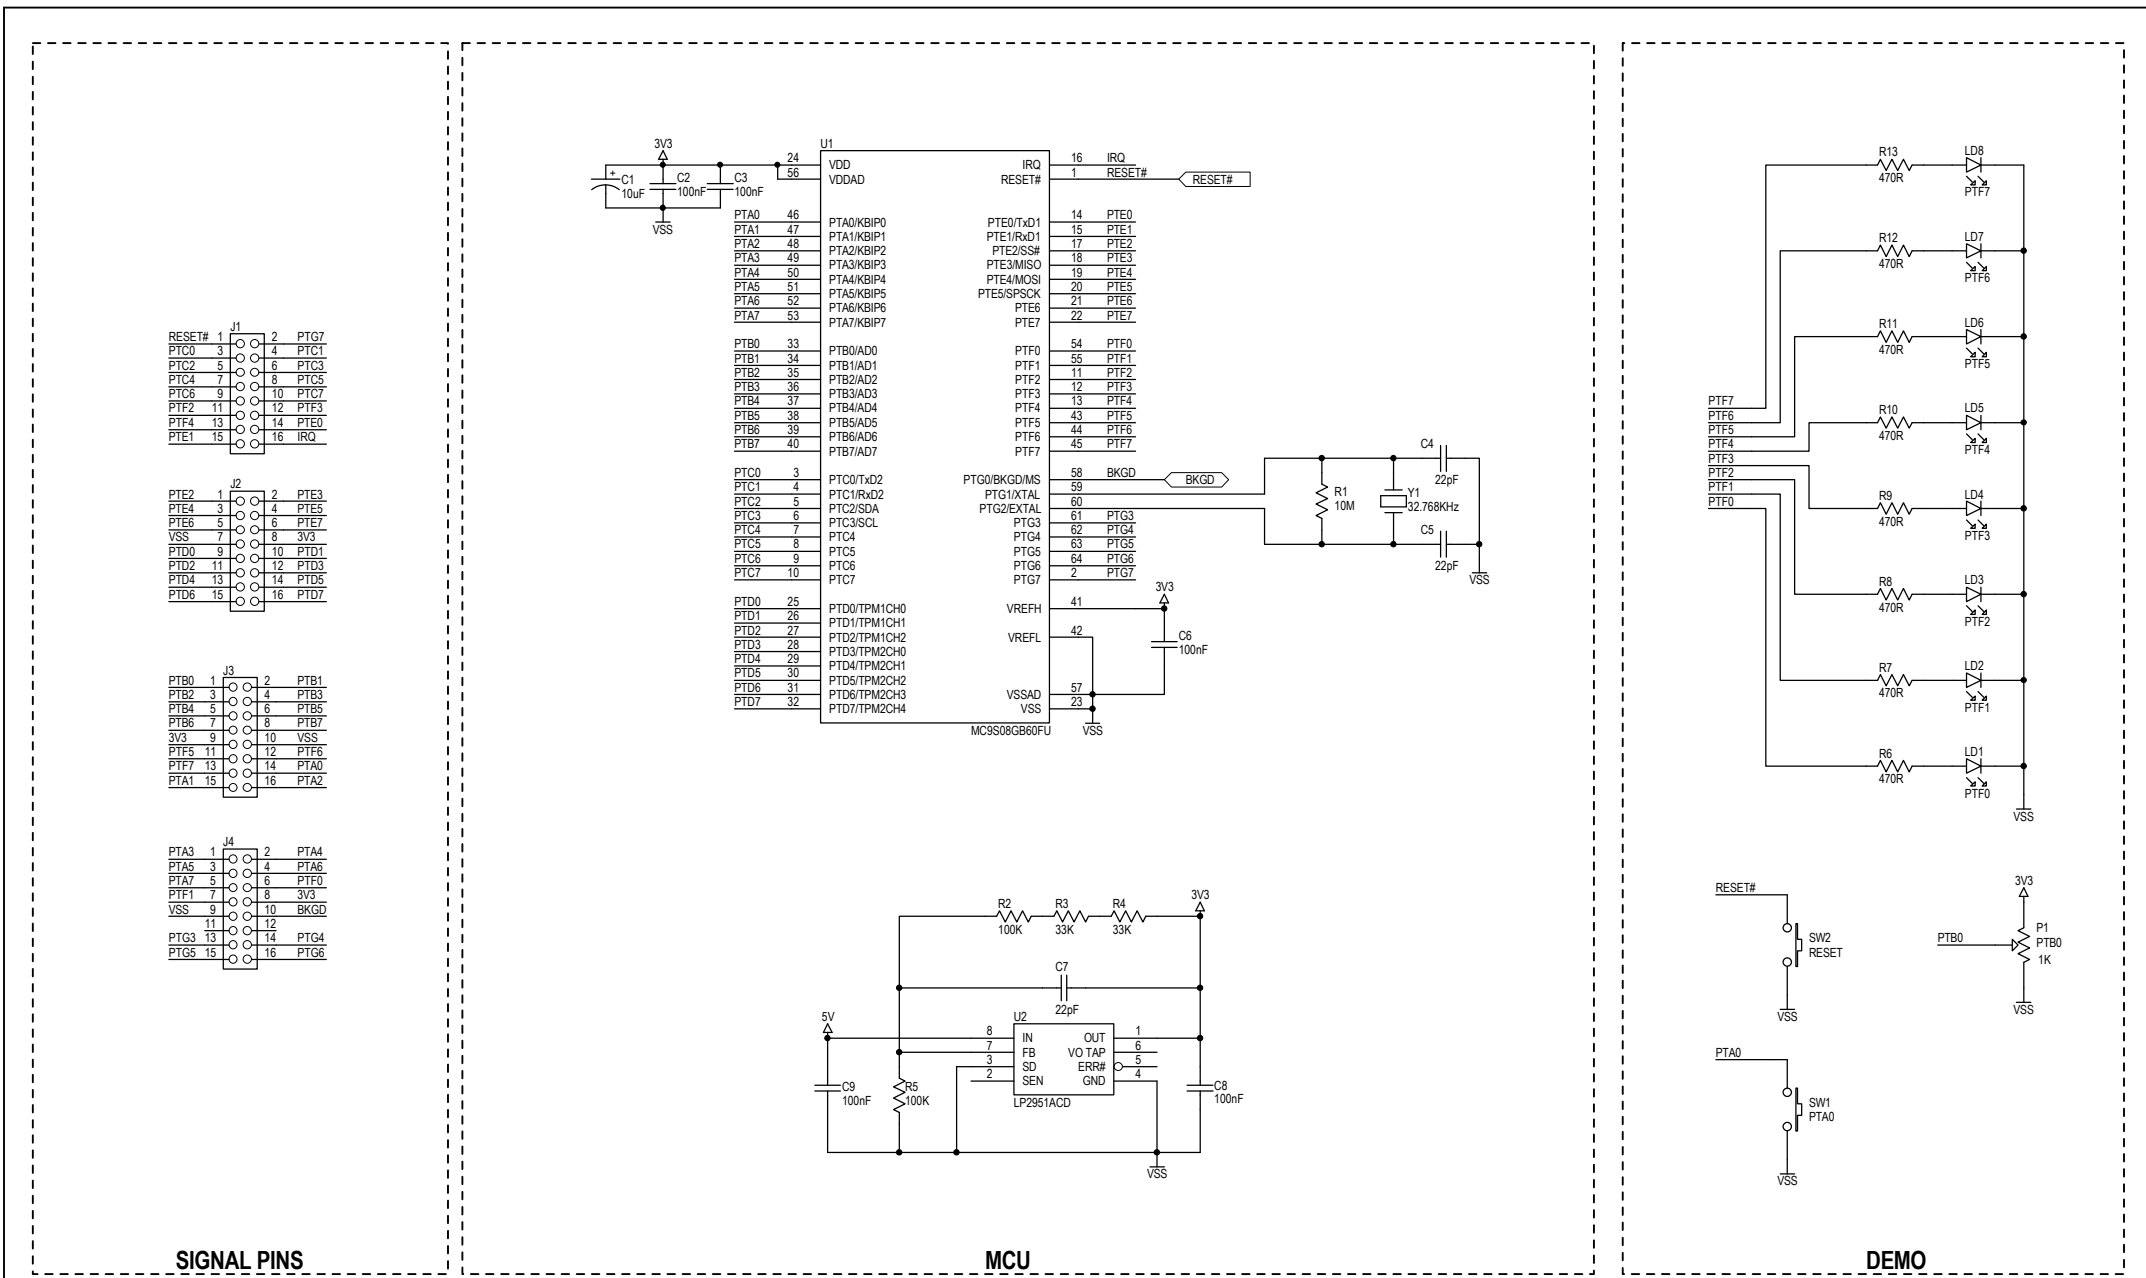 J1
RESET# 1 2 PTG7
PTC0 3 4 PTC1
PTC2 5 6 PTC3
PTC4 7 8 PTC5
PTC6 9 10 PTC7
PTF2 11 12 PTF3
PTF4 13 14 PTE0
PTE1 15 16 IRQ
J2
PTE2 1 2 PTE3
PTE4 3 4 PTE5
PTE6 5 6 PTE7
VSS 7 8 3V3
PTD0 9 10 PTD1
PTD2 11 12 PTD3
PTD4 13 14 PTD5
PTD6 15 16 PTD7
J3
PTB0 1 2 PTB1
PTB2 3 4 PTB3
PTB4 5 6 PTB5
PTB6 7 8 PTB7
3V3 9 10 VSS
PTF5 11 12 PTF6
PTF7 13 14 PTA0
PTA1 15 16 PTA2
J4
PTA3 1 2 PTA4
PTA5 3 4 PTA6
PTA7 5 6 PTF0
PTF1 7 8 3V3
VSS 9 10 BKGD
11 12
PTG3 13 14 PTG4
PTG5 15 16 PTG6
SIGNAL PINS
3V3
+
C1
10uF
C2
100nF
C3
100nF
VSS
U1
24 VDD
56 VDDAD
PTA0 46 PTA0/KBIP0
PTA1 47 PTA1/KBIP1
PTA2 48 PTA2/KBIP2
PTA3 49 PTA3/KBIP3
PTA4 50 PTA4/KBIP4
PTA5 51 PTA5/KBIP5
PTA6 52 PTA6/KBIP6
PTA7 53 PTA7/KBIP7
PTB0 33 PTB0/AD0
PTB1 34 PTB1/AD1
PTB2 35 PTB2/AD2
PTB3 36 PTB3/AD3
PTB4 37 PTB4/AD4
PTB5 38 PTB5/AD5
PTB6 39 PTB6/AD6
PTB7 40 PTB7/AD7
PTC0 3 PTC0/TxD2
PTC1 4 PTC1/RxD2
PTC2 5 PTC2/SDA
PTC3 6 PTC3/SCL
PTC4 7 PTC4
PTC5 8 PTC5
PTC6 9 PTC6
PTC7 10 PTC7
PTD0 25 PTD0/TPM1CH0
PTD1 26 PTD1/TPM1CH1
PTD2 27 PTD2/TPM1CH2
PTD3 28 PTD3/TPM2CH0
PTD4 29 PTD4/TPM2CH1
PTD5 30 PTD5/TPM2CH2
PTD6 31 PTD6/TPM2CH3
PTD7 32 PTD7/TPM2CH4
IRQ 16 IRQ
RESET# 1 RESET# RESET#
PTE0/TxD1 14 PTE0
PTE1/RxD1 15 PTE1
PTE2/SS# 17 PTE2
PTE3/MISO 18 PTE3
PTE4/MOSI 19 PTE4
PTE5/SPSCK 20 PTE5
PTE6 21 PTE6
PTE7 22 PTE7
PTF0 54 PTF0
PTF1 55 PTF1
PTF2 11 PTF2
PTF3 12 PTF3
PTF4 13 PTF4
PTF5 43 PTF5
PTF6 44 PTF6
PTF7 45 PTF7
PTG0/BKGD/MS 58 BKGD BKGD
PTG1/XTAL 59
PTG2/EXTAL 60
PTG3 61 PTG3
PTG4 62 PTG4
PTG5 63 PTG5
PTG6 64 PTG6
PTG7 2 PTG7
VREFH 41
VREFL 42
VSSAD 57
VSS 23
MC9S08GB60FU
VSS
3V3
C6
100nF
R1
10M
Y1
32.768KHz
C4
22pF
C5
22pF
VSS
R2
100K
R3
33K
R4
33K
3V3
C7
22pF
5V
U2
8 IN OUT 1
7 FB VO TAP 6
3 SD ERR# 5
2 SEN GND 4
LP2951ACD
C9
100nF
R5
100K
C8
100nF
VSS
MCU
R13
470R
LD8
PTF7
R12
470R
LD7
PTF6
R11
470R
LD6
PTF5
R10
470R
LD5
PTF4
PTF7
PTF6
PTF5
PTF4
PTF3
PTF2
PTF1
PTF0
R9
470R
LD4
PTF3
R8
470R
LD3
PTF2
R7
470R
LD2
PTF1
R6
470R
LD1
PTF0
VSS
RESET#
SW2
RESET
VSS
3V3
PTB0
P1
PTB0
1K
VSS
PTA0
SW1
PTA0
VSS
DEMO